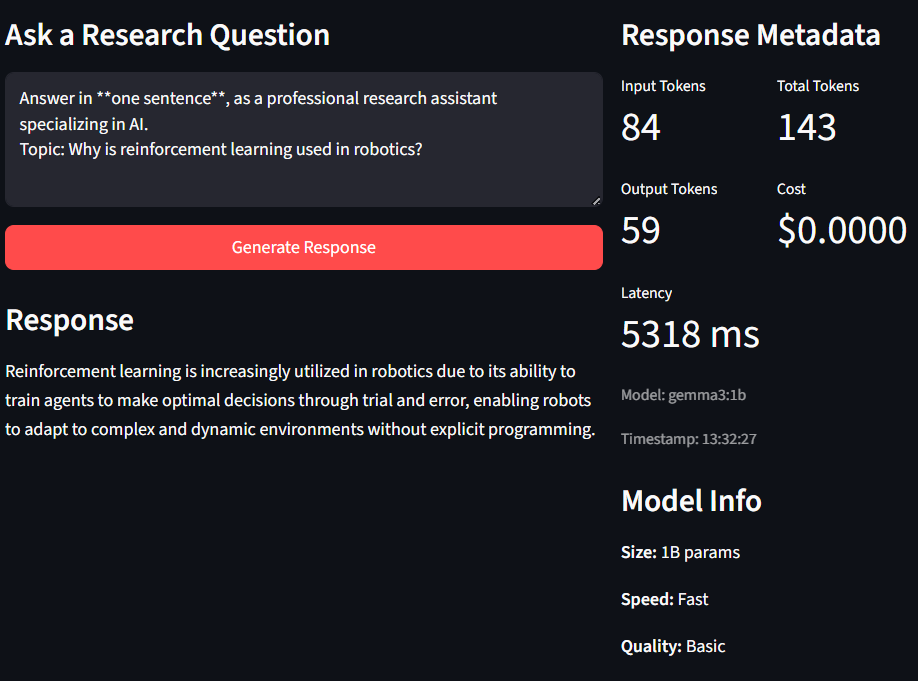 Ask a Research Question
Answer in **one sentence**, as a professional research assistant
specializing in AI.
Topic: Why is reinforcement learning used in robotics?
Generate Response
Response
Reinforcement learning is increasingly utilized in robotics due to its ability to
train agents to make optimal decisions through trial and error, enabling robots
to adapt to complex and dynamic environments without explicit programming.
Response Metadata
Input Tokens
84
Total Tokens
143
Output Tokens
59
Cost
$0.0000
Latency
5318 ms
Model: gemma3:1b
Timestamp: 13:32:27
Model Info
Size: 1B params
Speed: Fast
Quality: Basic